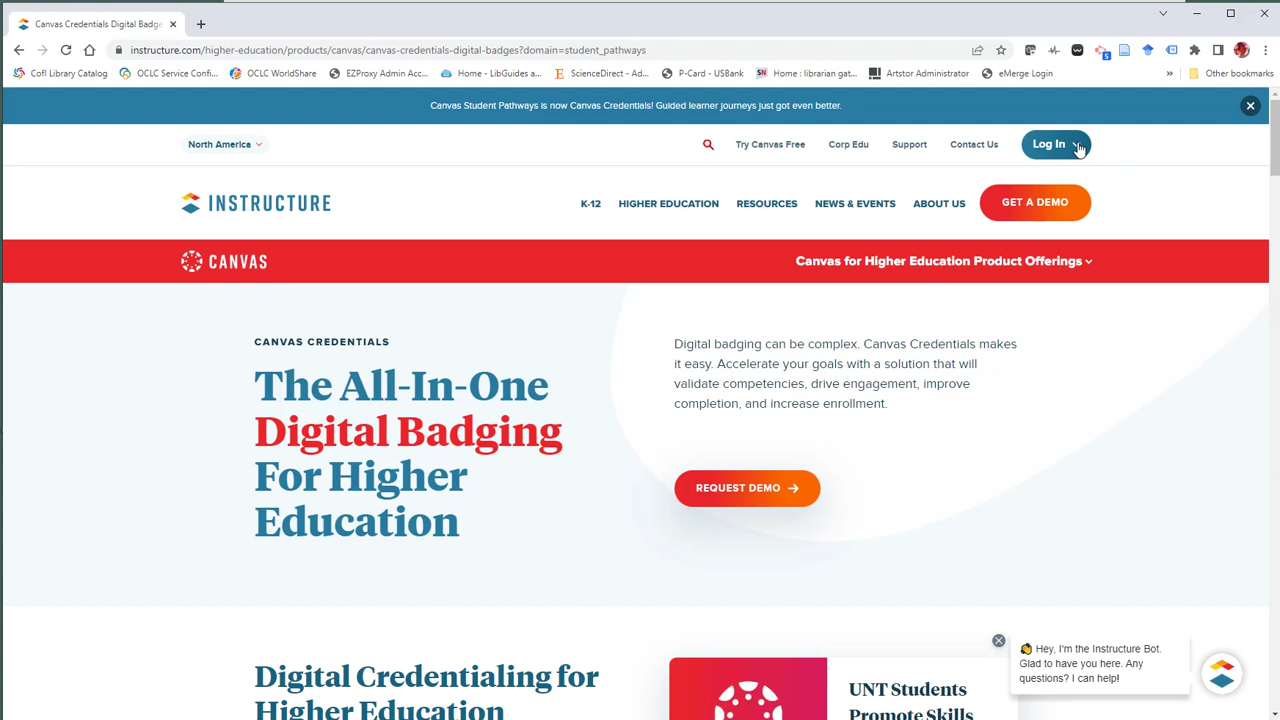 Canvas Credentials Digital Badge
instructure.com/higher-education/products/canvas/canvas-credentials-digital-badges?domain=student_pathways
CofI Library Catalog
OCLC Service Confi...
OCLC WorldShare
EZProxy Admin Acc...
Home - LibGuides a...
ScienceDirect - Ad...
P-Card - USBank
SN Home : librarian gat...
Artstor Administrator
eMerge Login
»
Other bookmarks
5
Canvas Student Pathways is now Canvas Credentials! Guided learner journeys just got even better.
North America
Try Canvas Free
Corp Edu
Support
Contact Us
Log In
INSTRUCTURE
K-12
HIGHER EDUCATION
RESOURCES
NEWS & EVENTS
ABOUT US
GET A DEMO
CANVAS
Canvas for Higher Education Product Offerings
CANVAS CREDENTIALS
The All-In-One
Digital Badging
For Higher
Education
Digital badging can be complex. Canvas Credentials makes
it easy. Accelerate your goals with a solution that will
validate competencies, drive engagement, improve
completion, and increase enrollment.
REQUEST DEMO →
Digital Credentialing for
Higher Education
UNT Students
Promote Skills
👋 Hey, I'm the Instructure Bot.
Glad to have you here. Any
questions? I can help!